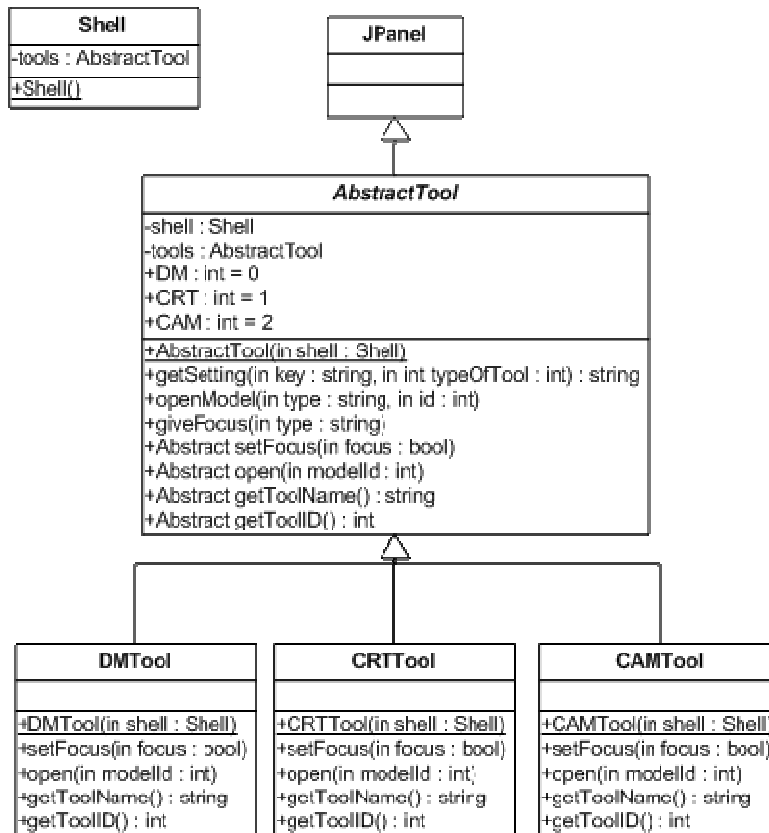 Shell
-tools : AbstractTool
+Shell()
JPanel
AbstractTool
-shell : Shell
-tools : AbstractTool
+DM : int = 0
+CRT : int = 1
+CAM : int = 2
+AbstractTool(in shell : Shell)
+getSetting(in key : string, in int typeOfTool : int) : string
+openModel(in type : string, in id : int)
+giveFocus(in type : string)
+Abstract setFocus(in focus : bool)
+Abstract open(in modelId : int)
+Abstract getToolName() : string
+Abstract getToolID() : int
DMTool
+DMTool(in shell : Shell)
+setFocus(in focus : bool)
+open(in modelId : int)
+getToolName() : string
+getToolID() : int
CRTTool
+CRTTool(in shell : Shell)
+setFocus(in focus : bool)
+open(in modelId : int)
+getToolName() : string
+getToolID() : int
CAMTool
+CAMTool(in shell : Shell)
+setFocus(in focus : bool)
+open(in modelId : int)
+getToolName() : string
+getToolID() : int